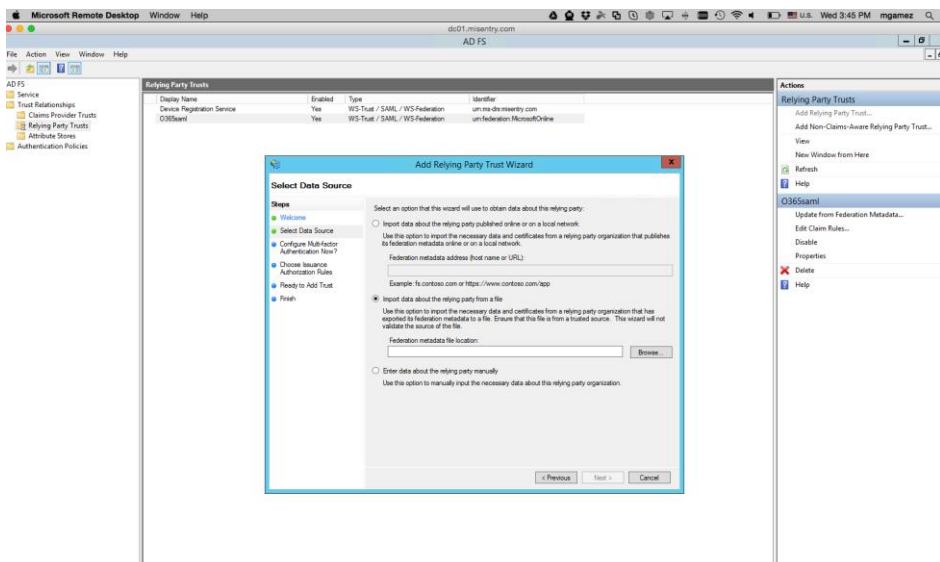 Microsoft Remote Desktop Window Help
U.S. Wed 3:45 PM mgamez
dc01.misentry.com
AD FS
File Action View Window Help
AD FS
Service
Trust Relationships
Claims Provider Trusts
Relying Party Trusts
Attribute Stores
Authentication Policies
Relying Party Trusts
Display Name Enabled Type Identifier
Device Registration Service Yes WS-Trust / SAML / WS-Federation urn:ms-drs:misentry.com
O365saml Yes WS-Trust / SAML / WS-Federation urn:federation:MicrosoftOnline
Add Relying Party Trust Wizard
X
Select Data Source
Steps
Welcome
Select Data Source
Configure Multi-factor
Authentication Now?
Choose Issuance
Authorization Rules
Ready to Add Trust
Finish
Select an option that this wizard will use to obtain data about this relying party:
Import data about the relying party published online or on a local network
Use this option to import the necessary data and certificates from a relying party organization that publishes
its federation metadata online or on a local network.
Federation metadata address (host name or URL):
Example: fs.contoso.com or https://www.contoso.com/app
Import data about the relying party from a file
Use this option to import the necessary data and certificates from a relying party organization that has
exported its federation metadata to a file. Ensure that this file is from a trusted source. This wizard will not
validate the source of the file.
Federation metadata file location:
Browse...
Enter data about the relying party manually
Use this option to manually input the necessary data about this relying party organization.
< Previous Next > Cancel
Actions
Relying Party Trusts
Add Relying Party Trust...
Add Non-Claims-Aware Relying Party Trust...
View
New Window from Here
Refresh
Help
O365saml
Update from Federation Metadata...
Edit Claim Rules...
Disable
Properties
Delete
Help